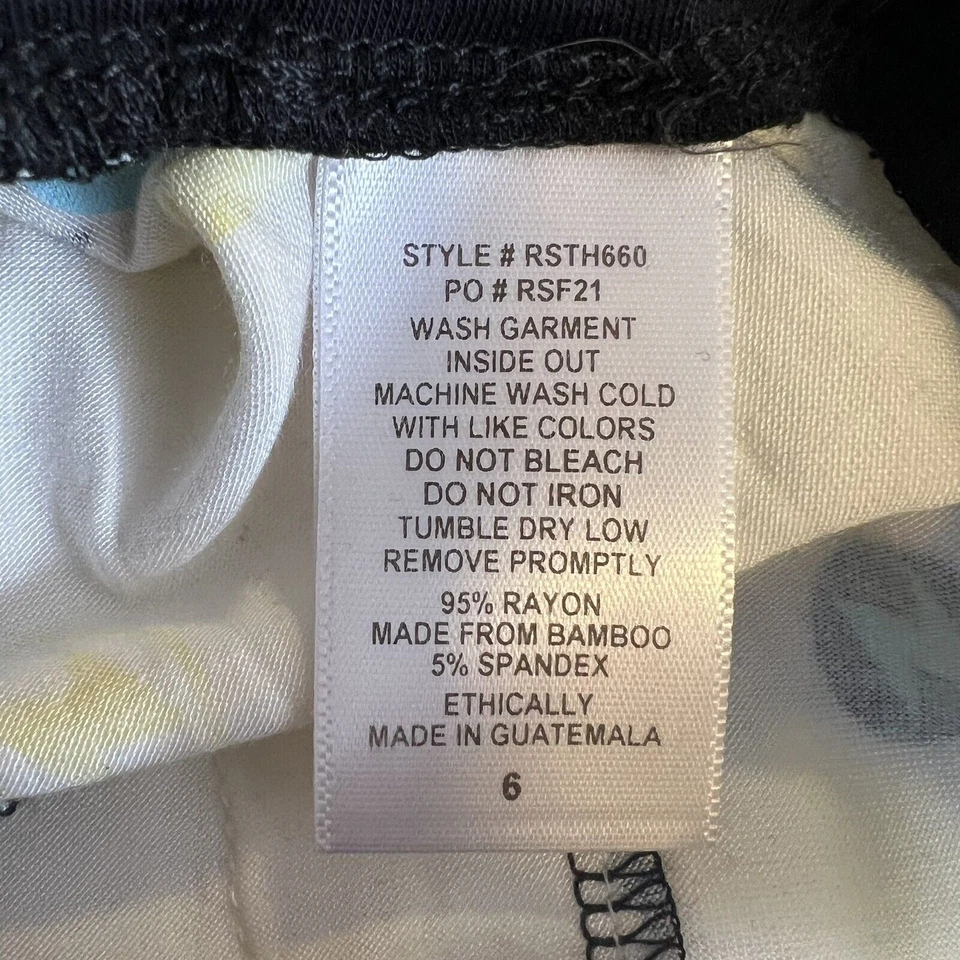 STYLE # RSTH660
PO # RSF21
WASH GARMENT
INSIDE OUT
MACHINE WASH COLD
WITH LIKE COLORS
DO NOT BLEACH
DO NOT IRON
TUMBLE DRY LOW
REMOVE PROMPTLY
95% RAYON
MADE FROM BAMBOO
5% SPANDEX
ETHICALLY
MADE IN GUATEMALA
6